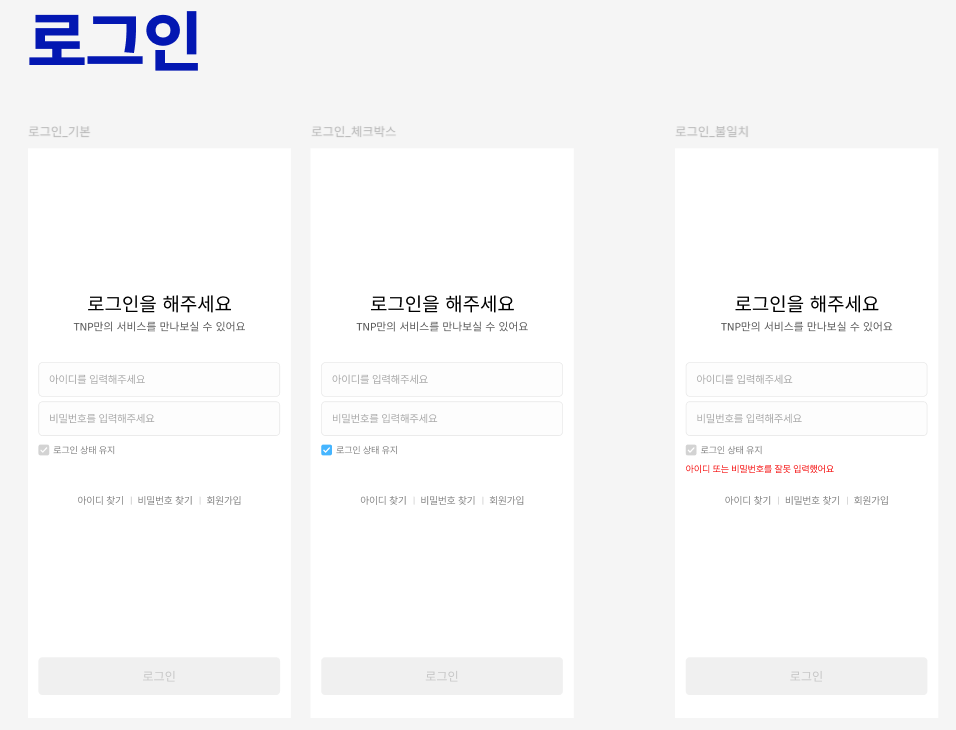 로그인
로그인_기본
로그인을 해주세요
TNP만의 서비스를 만나보실 수 있어요
아이디를 입력해주세요
비밀번호를 입력해주세요
로그인 상태 유지
아이디 찾기 | 비밀번호 찾기 | 회원가입
로그인
로그인_체크박스
로그인을 해주세요
TNP만의 서비스를 만나보실 수 있어요
아이디를 입력해주세요
비밀번호를 입력해주세요
로그인 상태 유지
아이디 찾기 | 비밀번호 찾기 | 회원가입
로그인
로그인_불일치
로그인을 해주세요
TNP만의 서비스를 만나보실 수 있어요
아이디를 입력해주세요
비밀번호를 입력해주세요
로그인 상태 유지
아이디 또는 비밀번호를 잘못 입력했어요
아이디 찾기 | 비밀번호 찾기 | 회원가입
로그인